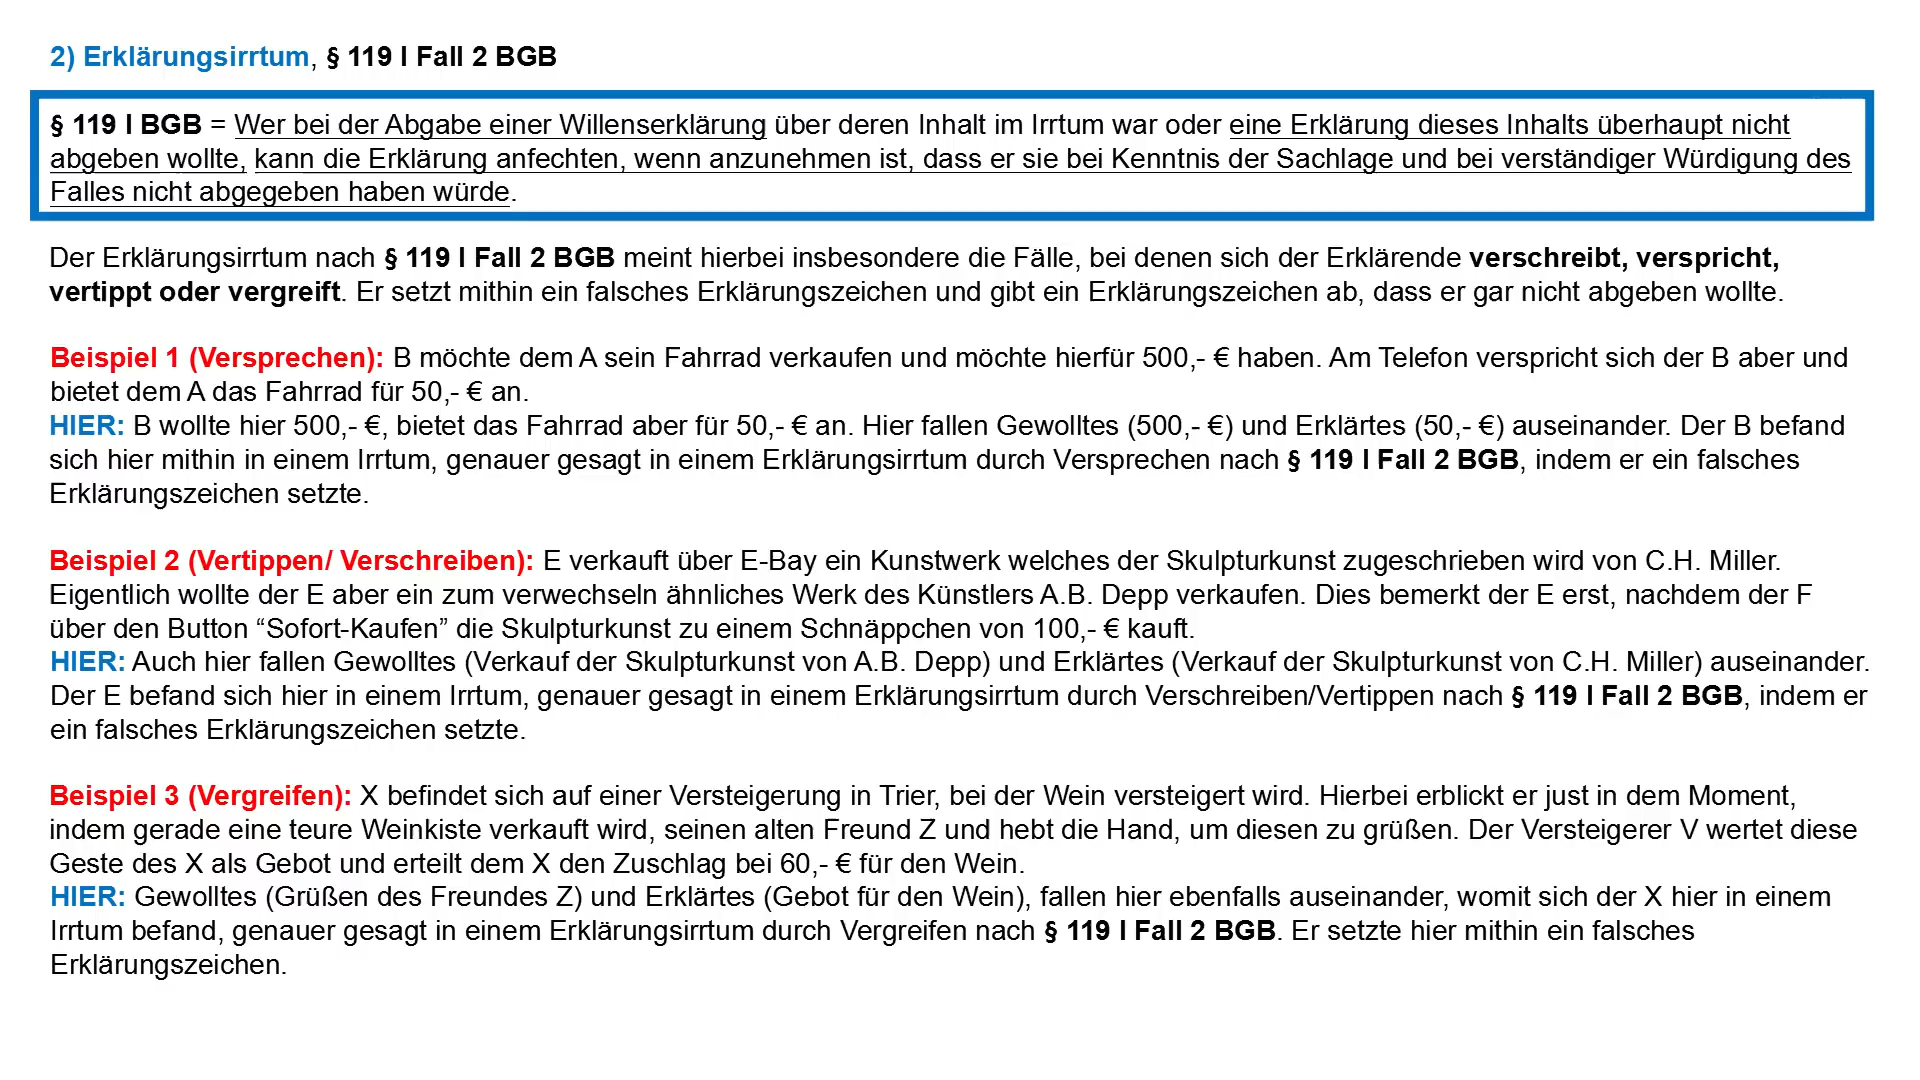 2) Erklärungsirrtum, § 119 I Fall 2 BGB
§ 119 I BGB = Wer bei der Abgabe einer Willenserklärung über deren Inhalt im Irrtum war oder eine Erklärung dieses Inhalts überhaupt nicht
abgeben wollte, kann die Erklärung anfechten, wenn anzunehmen ist, dass er sie bei Kenntnis der Sachlage und bei verständiger Würdigung des
Falles nicht abgegeben haben würde.
Der Erklärungsirrtum nach § 119 I Fall 2 BGB meint hierbei insbesondere die Fälle, bei denen sich der Erklärende verschreibt, verspricht,
vertippt oder vergreift. Er setzt mithin ein falsches Erklärungszeichen und gibt ein Erklärungszeichen ab, dass er gar nicht abgeben wollte.
Beispiel 1 (Versprechen): B möchte dem A sein Fahrrad verkaufen und möchte hierfür 500,- € haben. Am Telefon verspricht sich der B aber und
bietet dem A das Fahrrad für 50,- € an.
HIER: B wollte hier 500,- €, bietet das Fahrrad aber für 50,- € an. Hier fallen Gewolltes (500,- €) und Erklärtes (50,- €) auseinander. Der B befand
sich hier mithin in einem Irrtum, genauer gesagt in einem Erklärungsirrtum durch Versprechen nach § 119 I Fall 2 BGB, indem er ein falsches
Erklärungszeichen setzte.
Beispiel 2 (Vertippen/ Verschreiben): E verkauft über E-Bay ein Kunstwerk welches der Skulpturkunst zugeschrieben wird von C.H. Miller.
Eigentlich wollte der E aber ein zum verwechseln ähnliches Werk des Künstlers A.B. Depp verkaufen. Dies bemerkt der E erst, nachdem der F
über den Button “Sofort-Kaufen” die Skulpturkunst zu einem Schnäppchen von 100,- € kauft.
HIER: Auch hier fallen Gewolltes (Verkauf der Skulpturkunst von A.B. Depp) und Erklärtes (Verkauf der Skulpturkunst von C.H. Miller) auseinander.
Der E befand sich hier in einem Irrtum, genauer gesagt in einem Erklärungsirrtum durch Verschreiben/Vertippen nach § 119 I Fall 2 BGB, indem er
ein falsches Erklärungszeichen setzte.
Beispiel 3 (Vergreifen): X befindet sich auf einer Versteigerung in Trier, bei der Wein versteigert wird. Hierbei erblickt er just in dem Moment,
indem gerade eine teure Weinkiste verkauft wird, seinen alten Freund Z und hebt die Hand, um diesen zu grüßen. Der Versteigerer V wertet diese
Geste des X als Gebot und erteilt dem X den Zuschlag bei 60,- € für den Wein.
HIER: Gewolltes (Grüßen des Freundes Z) und Erklärtes (Gebot für den Wein), fallen hier ebenfalls auseinander, womit sich der X hier in einem
Irrtum befand, genauer gesagt in einem Erklärungsirrtum durch Vergreifen nach § 119 I Fall 2 BGB. Er setzte hier mithin ein falsches
Erklärungszeichen.